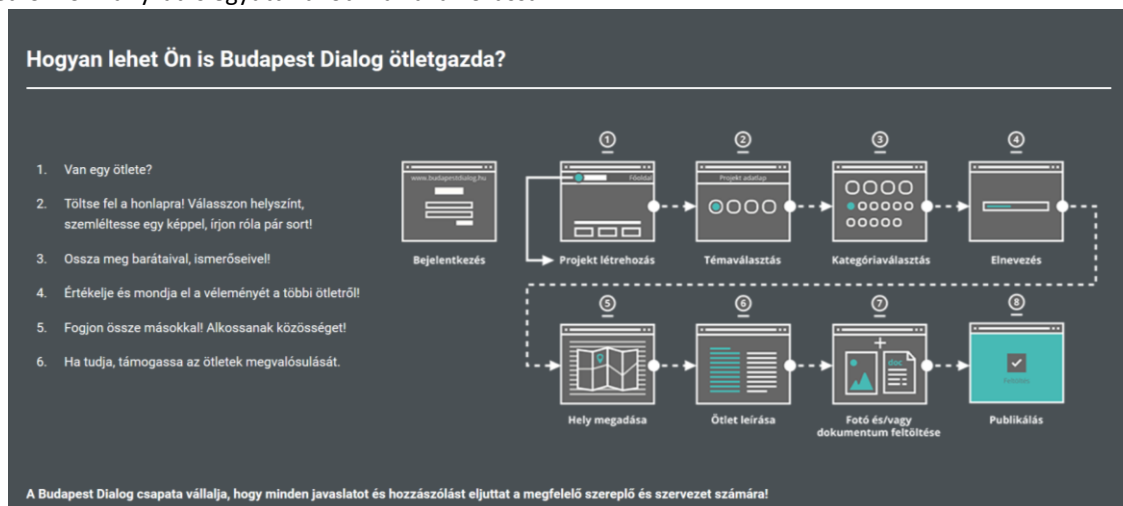 Hogyan lehet Ön is Budapest Dialog ötletgazda?
1. Van egy ötlete?
2. Töltse fel a honlapra! Válasszon helyszínt,
szemléltesse egy képpel, írjon róla pár sort!
3. Ossza meg barátaival, ismerőseivel!
4. Értékelje és mondja el a véleményét a többi ötletről!
5. Fogjon össze másokkal! Alkossanak közösséget!
6. Ha tudja, támogassa az ötletek megvalósulását.
www.budapestdialog.hu
Bejelentkezés
1
Főoldal
Projekt létrehozás
2
Projekt adatlap
Témaválasztás
3
Kategóriaválasztás
4
Elnevezés
5
Hely megadása
6
Ötlet leírása
7
doc
Fotó és/vagy
dokumentum feltöltése
8
Publikálás
A Budapest Dialog csapata vállalja, hogy minden javaslatot és hozzászólást eljuttat a megfelelő szereplő és szervezet számára!